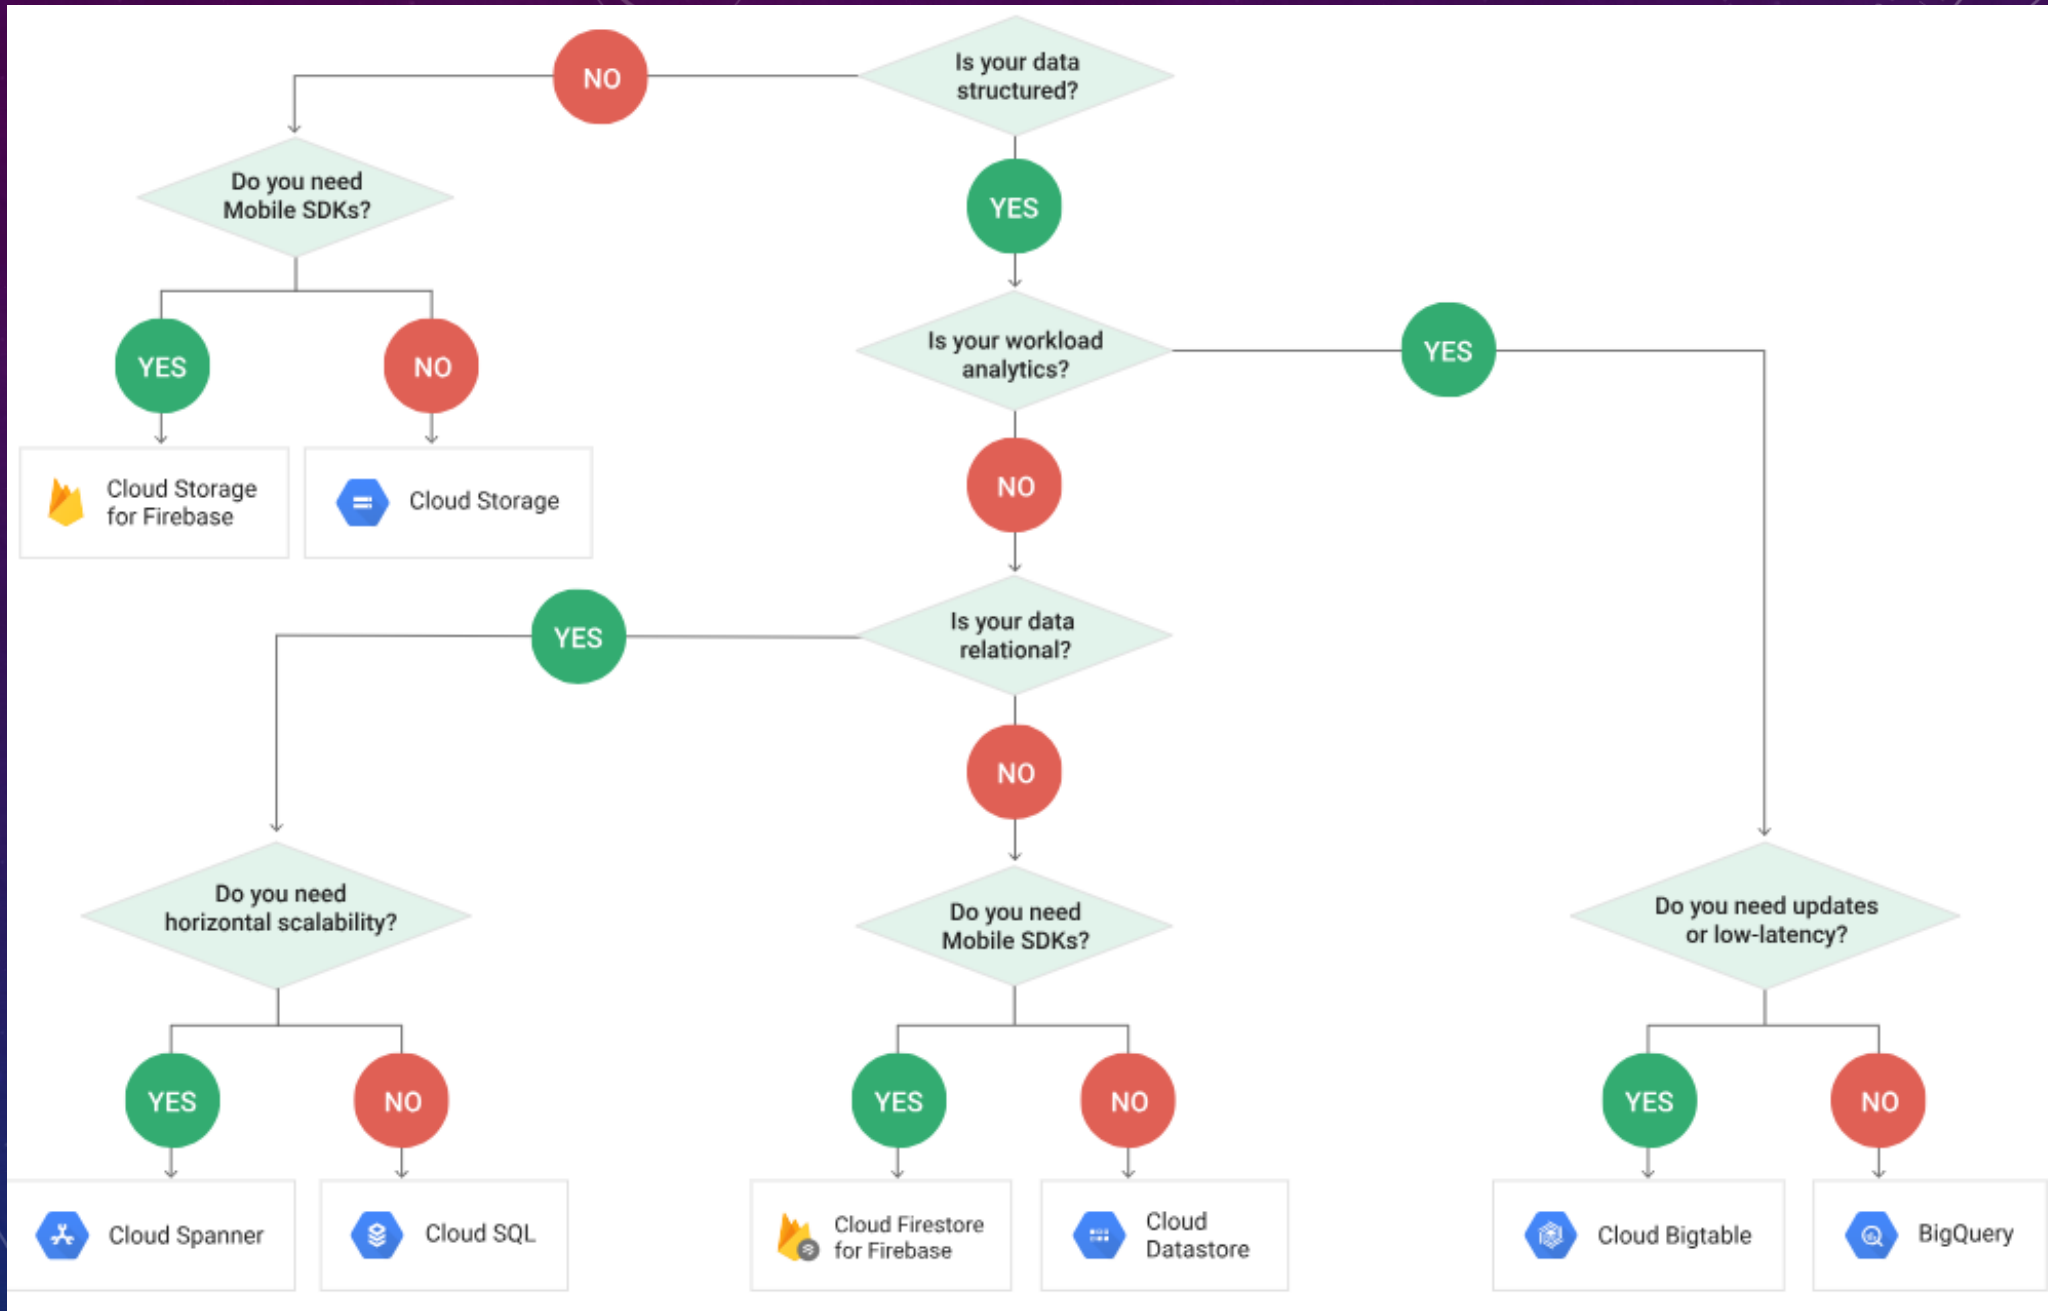 Is your data
structured?
NO
Do you need
Mobile SDKs?
YES
YES
NO
Cloud Storage
for Firebase
Cloud Storage
Is your workload
analytics?
YES
NO
Is your data
relational?
YES
NO
Do you need
horizontal scalability?
YES
NO
Cloud Spanner
Cloud SQL
Do you need
Mobile SDKs?
YES
NO
Cloud Firestore
for Firebase
Cloud
Datastore
Do you need updates
or low-latency?
YES
NO
Cloud Bigtable
BigQuery